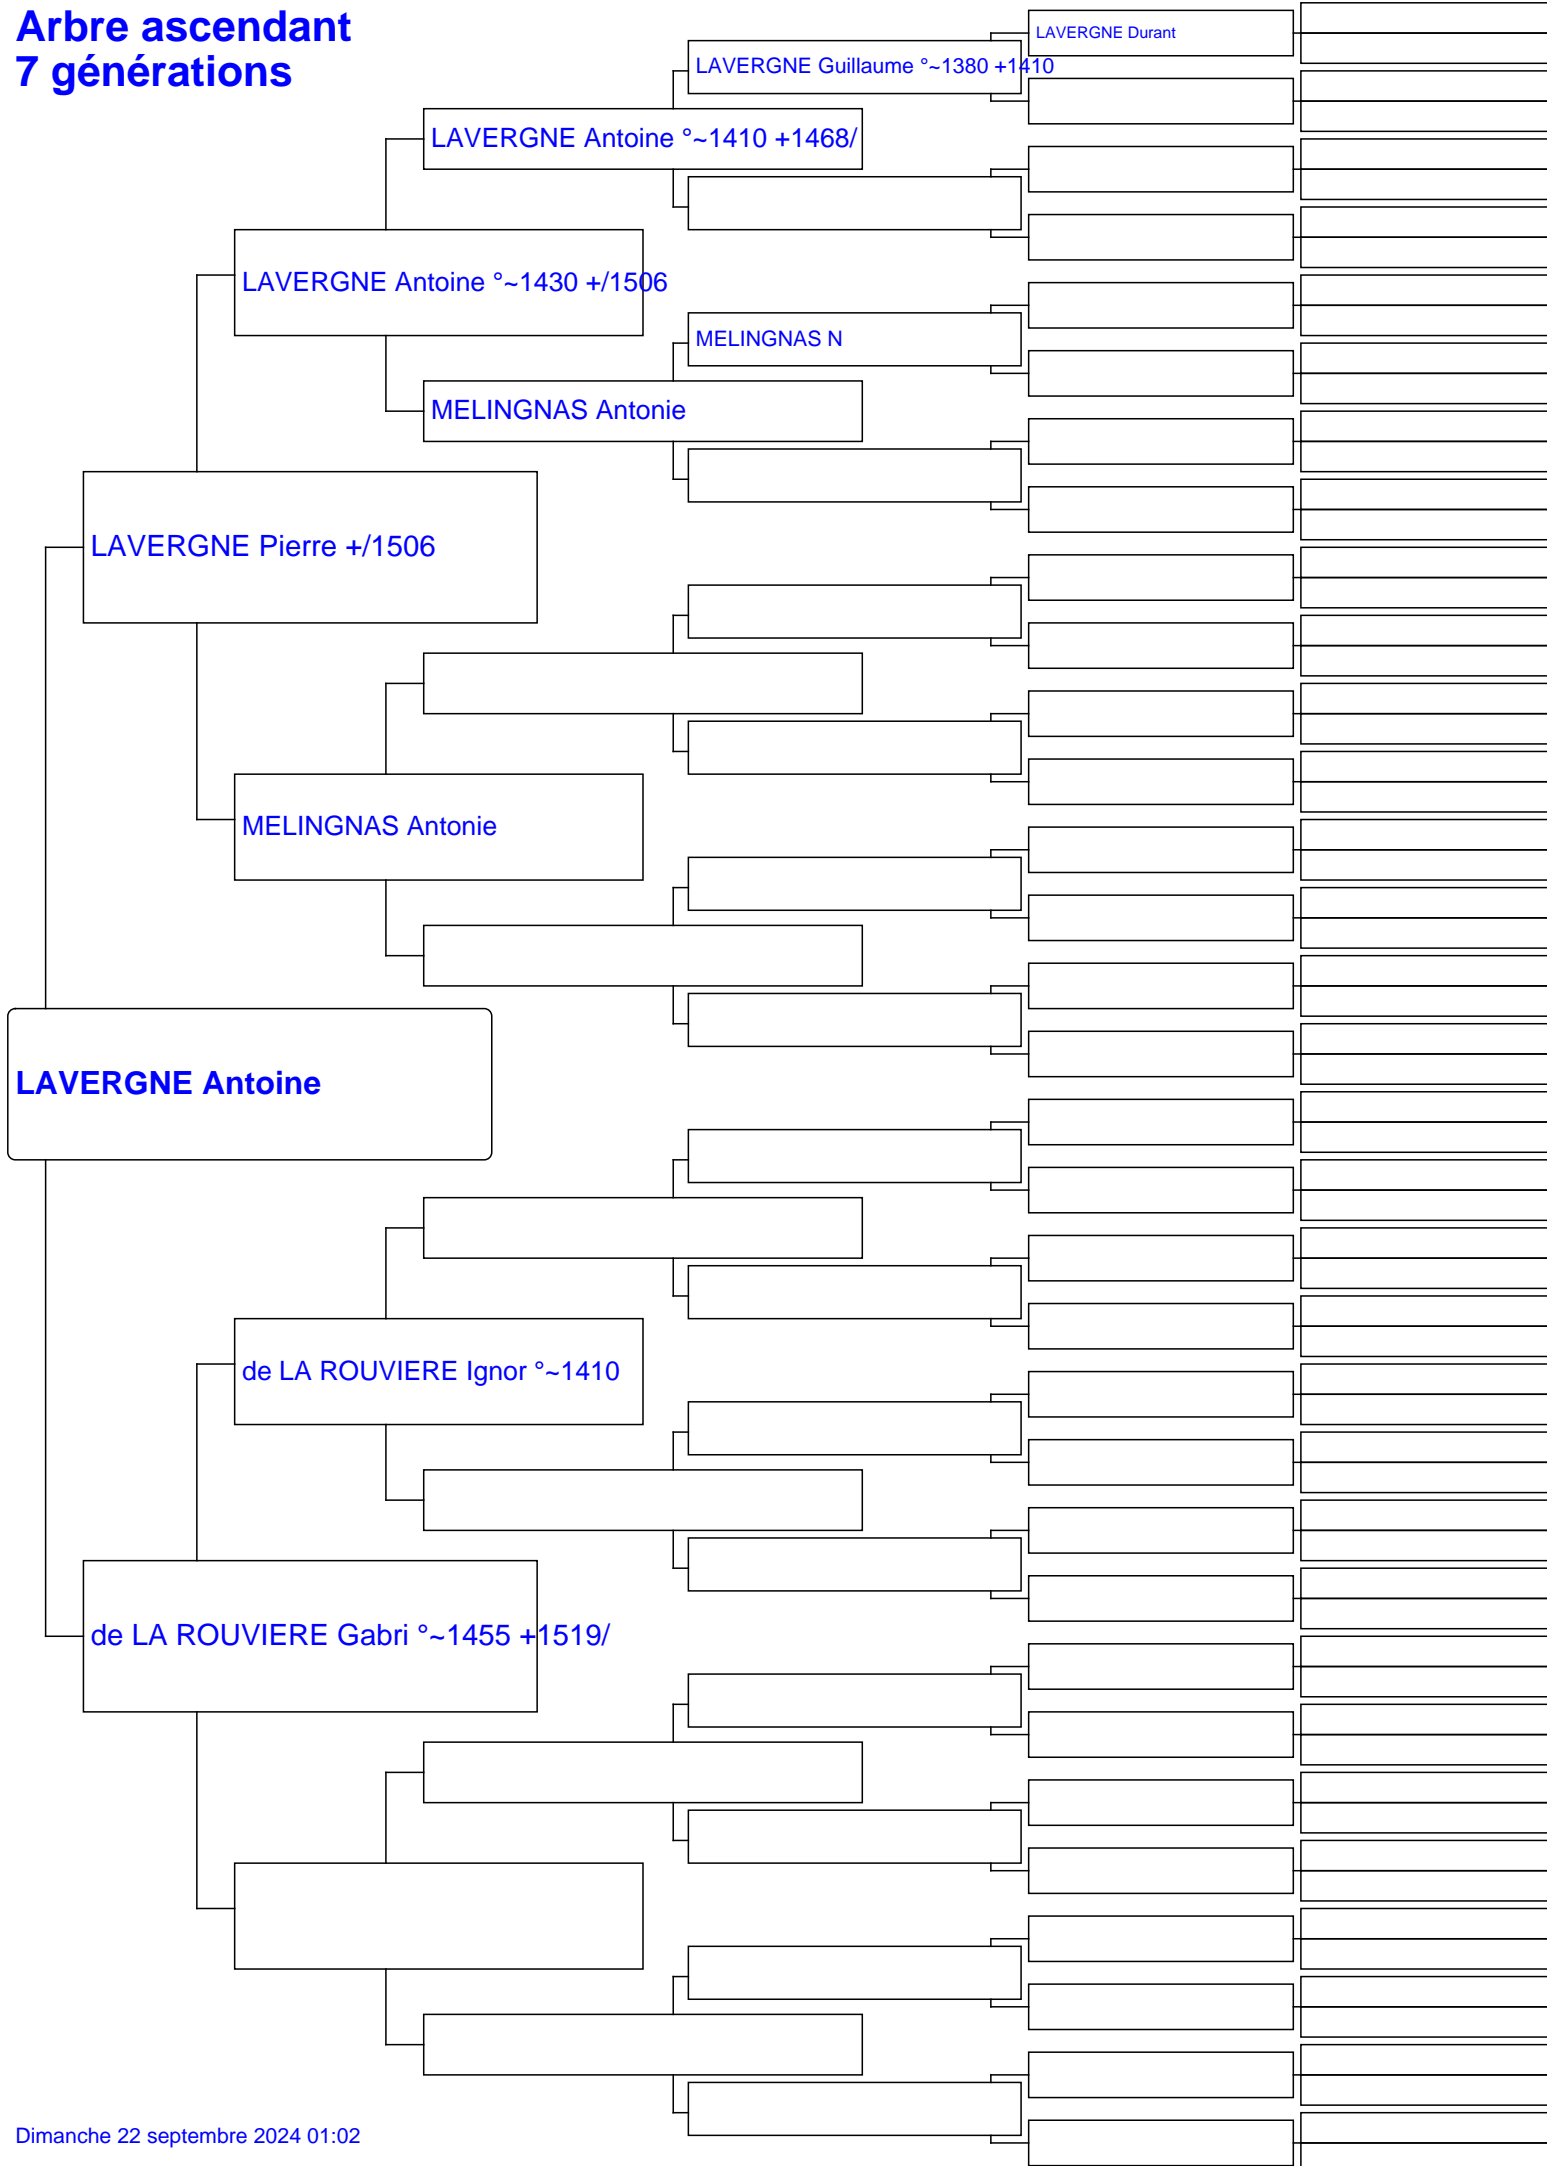 Arbre ascendant
7 générations
LAVERGNE Durant
LAVERGNE Guillaume °~1380 +1410
LAVERGNE Antoine °~1410 +1468/
LAVERGNE Antoine °~1430 +/1506
MELINGNAS N
MELINGNAS Antonie
LAVERGNE Pierre +/1506
MELINGNAS Antonie
LAVERGNE Antoine
de LA ROUVIERE Ignor °~1410
de LA ROUVIERE Gabri °~1455 +1519/
Dimanche 22 septembre 2024 01:02